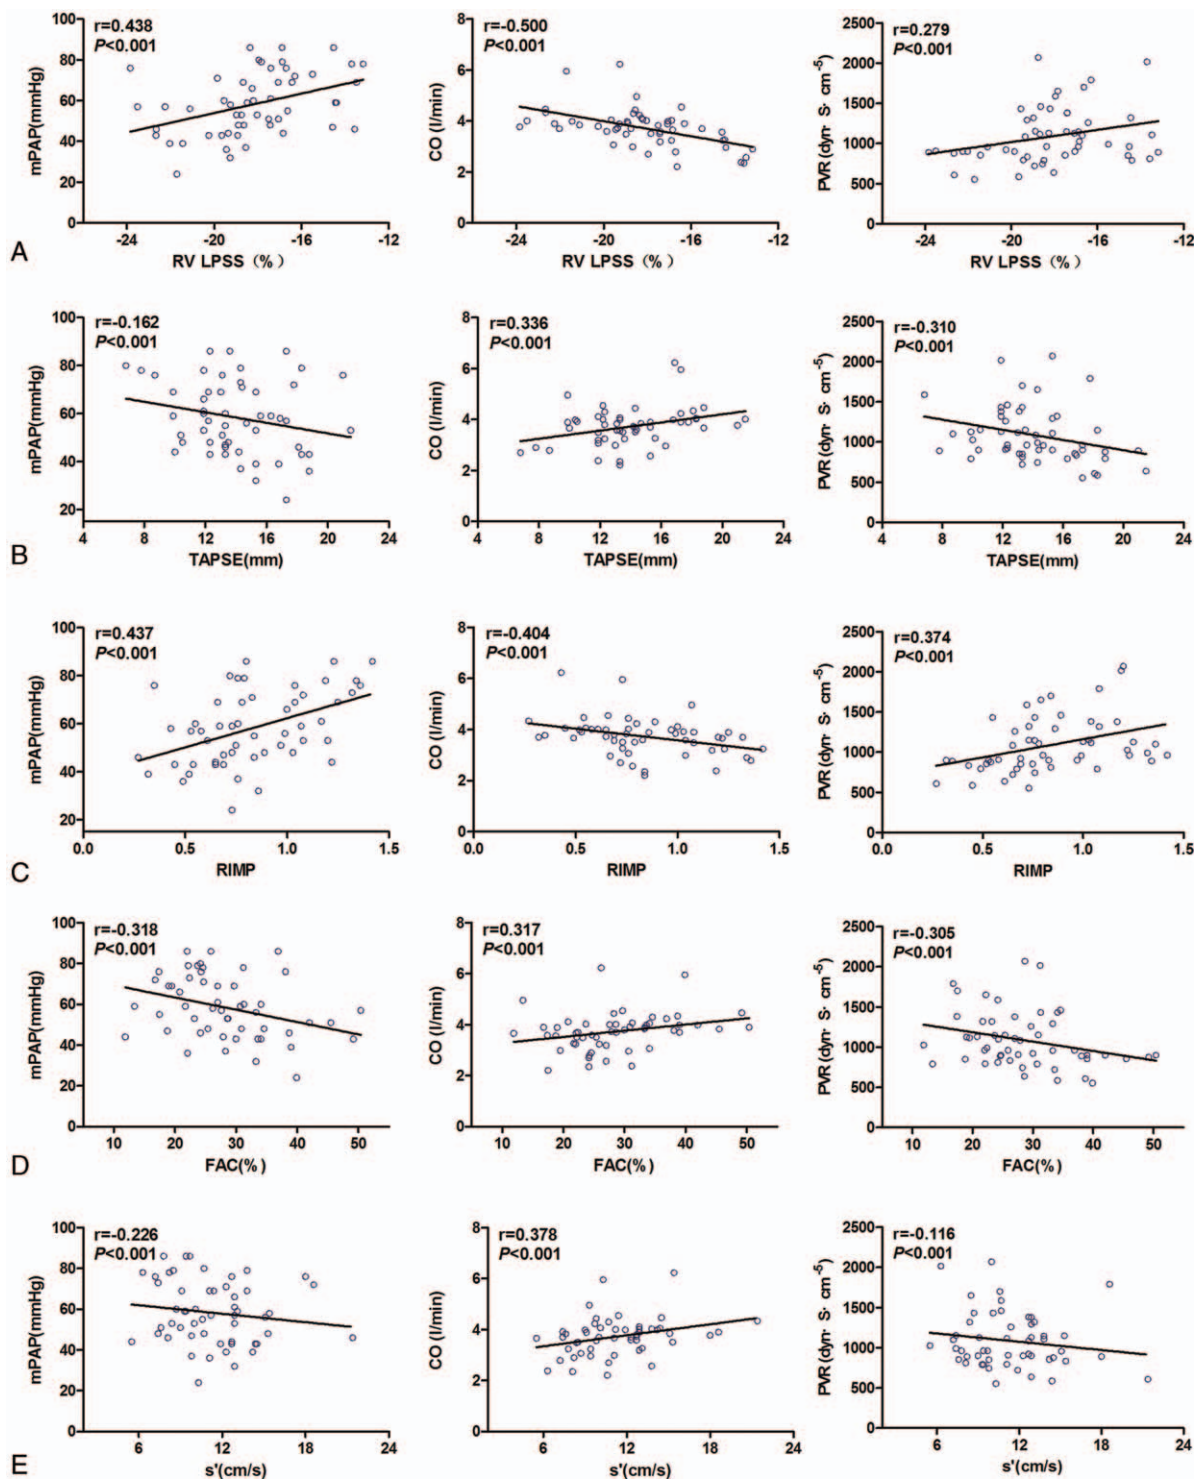 r=0.438
P<0.001
mPAP(mmHg)
100
80
60
40
20
0
-24 -20 -16 -12
RV LPSS (%)
r=-0.500
P<0.001
CO (l/min)
8
6
4
2
0
-24 -20 -16 -12
RV LPSS (%)
r=0.279
P<0.001
PVR (dyn· S· cm-5)
2500
2000
1500
1000
500
0
-24 -20 -16 -12
RV LPSS (%)
A
r=-0.162
P<0.001
mPAP(mmHg)
100
80
60
40
20
4 8 12 16 20 24
TAPSE(mm)
r=0.336
P<0.001
CO (l/min)
8
6
4
2
0
4 8 12 16 20 24
TAPSE(mm)
r=-0.310
P<0.001
PVR (dyn· S· cm-5)
2500
2000
1500
1000
500
0
4 8 12 16 20 24
TAPSE(mm)
B
r=0.437
P<0.001
mPAP(mmHg)
100
80
60
40
20
0.0 0.5 1.0 1.5
RIMP
r=-0.404
P<0.001
CO (l/min)
8
6
4
2
0
0.0 0.5 1.0 1.5
RIMP
r=0.374
P<0.001
PVR (dyn· S· cm-5)
2500
2000
1500
1000
500
0
0.0 0.5 1.0 1.5
RIMP
C
r=-0.318
P<0.001
mPAP(mmHg)
100
80
60
40
20
0
10 20 30 40 50
FAC(%)
r=0.317
P<0.001
CO (l/min)
8
6
4
2
0
10 20 30 40 50
FAC(%)
r=-0.305
P<0.001
PVR (dyn· S· cm-5)
2500
2000
1500
1000
500
0
10 20 30 40 50
FAC(%)
D
r=-0.226
P<0.001
mPAP(mmHg)
100
80
60
40
20
0
6 12 18 24
s'(cm/s)
r=0.378
P<0.001
CO (l/min)
8
6
4
2
0
6 12 18 24
s'(cm/s)
r=-0.116
P<0.001
PVR (dyn· S· cm-5)
2500
2000
1500
1000
500
0
6 12 18 24
s'(cm/s)
E